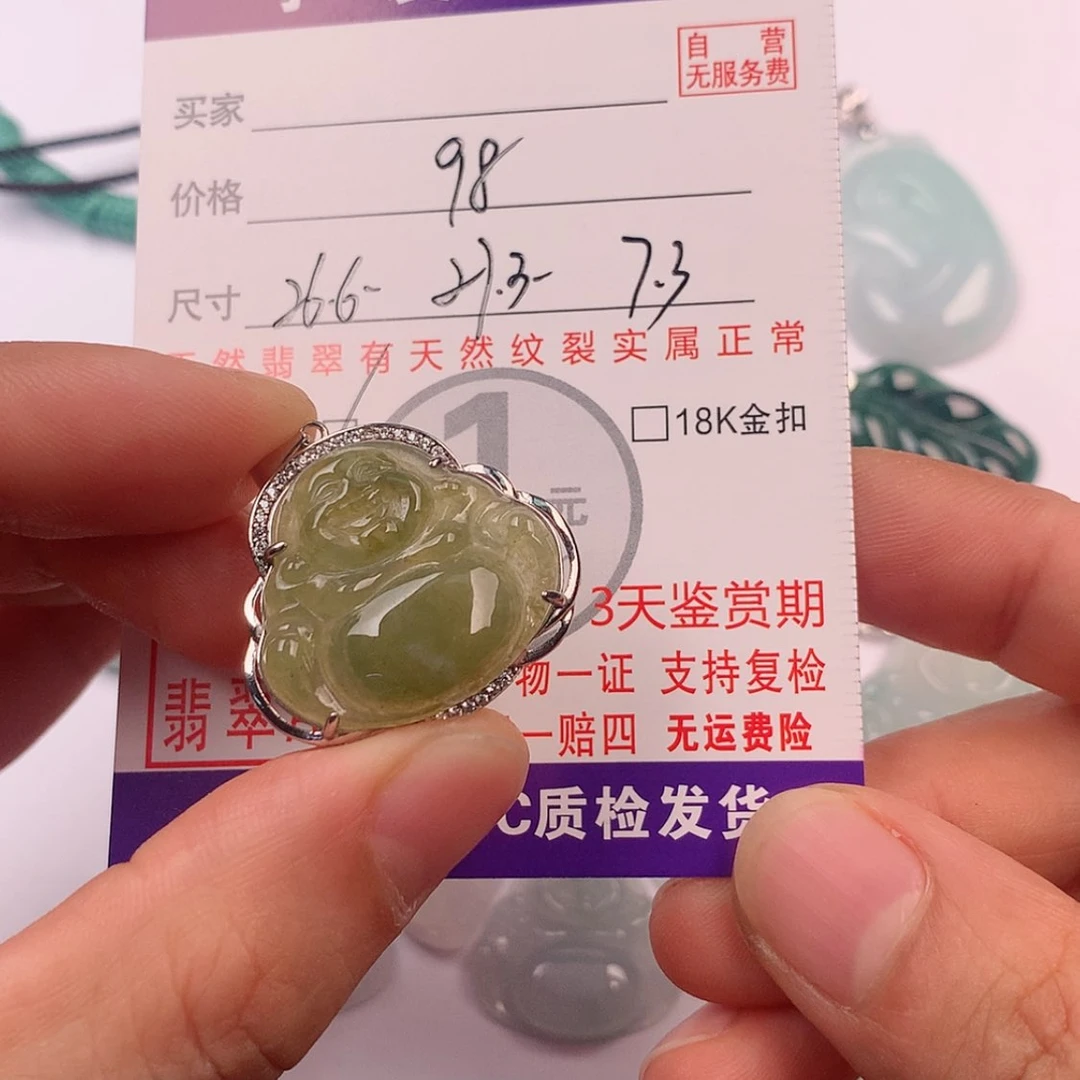 自 营
无服务费
买家
价格 98
尺寸 26.6- 21.3- 7.3
然翡翠有天然纹裂实属正常
1元
18K金扣
3天鉴赏期
物一证 支持复检
翡翠
一赔四 无运费险
C质检发货